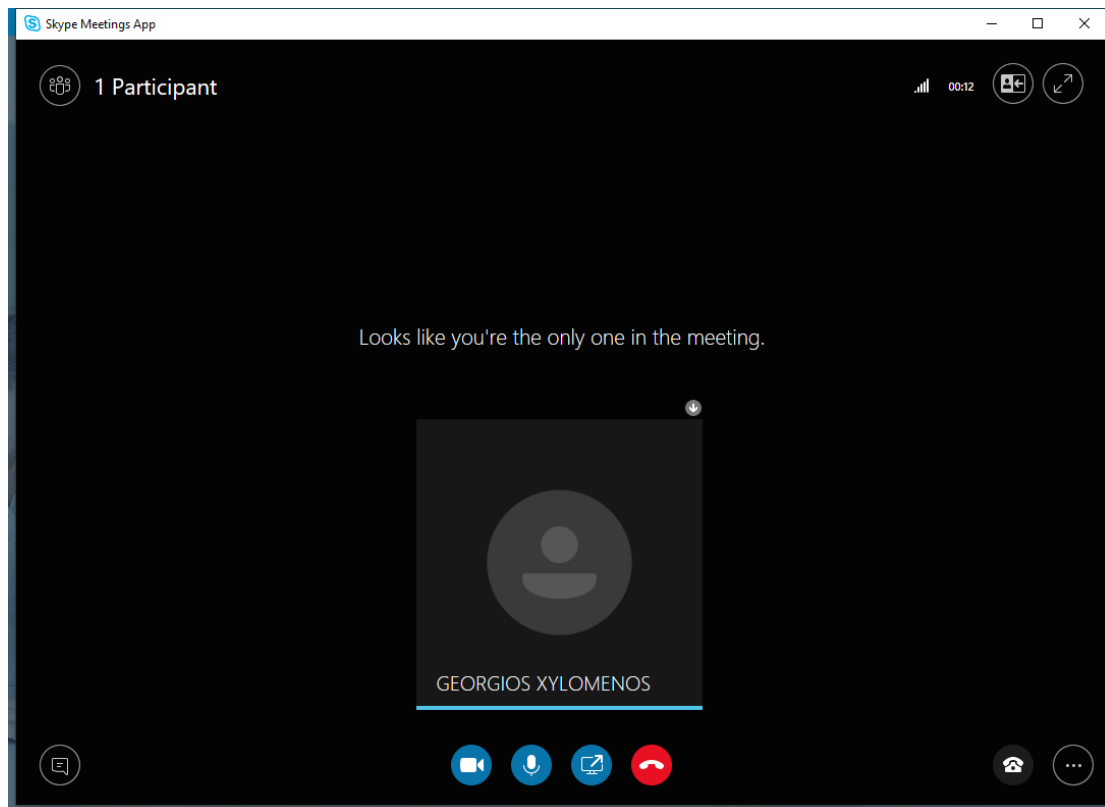 Skype Meetings App
1 Participant
00:12
Looks like you're the only one in the meeting.
GEORGIOS XYLOMENOS